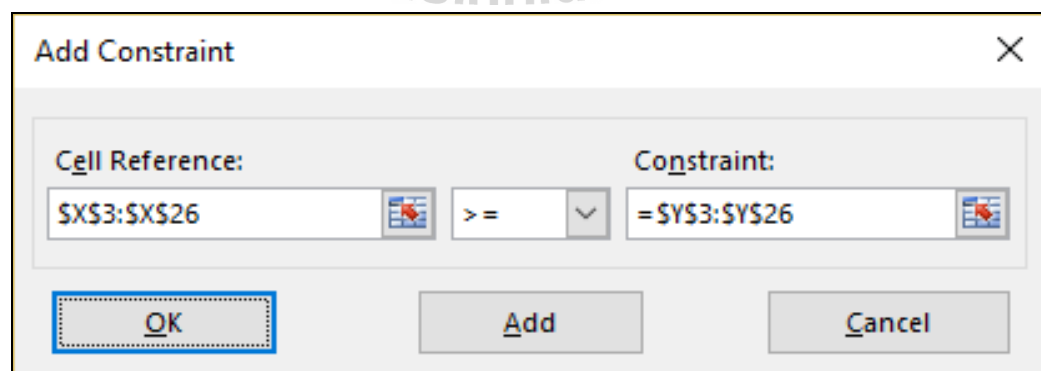 Add Constraint
Cell Reference: Constraint:
$X$3:$X$26 >= =$Y$3:$Y$26
OK Add Cancel